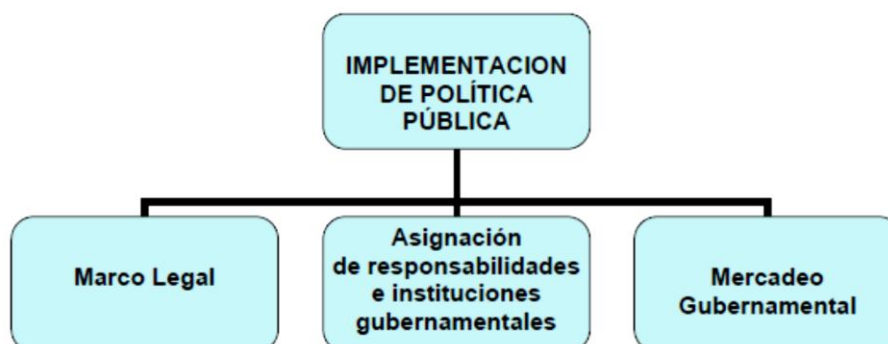 IMPLEMENTACION
DE POLÍTICA
PÚBLICA
Marco Legal
Asignación
de responsabilidades
e instituciones
gubernamentales
Mercadeo
Gubernamental